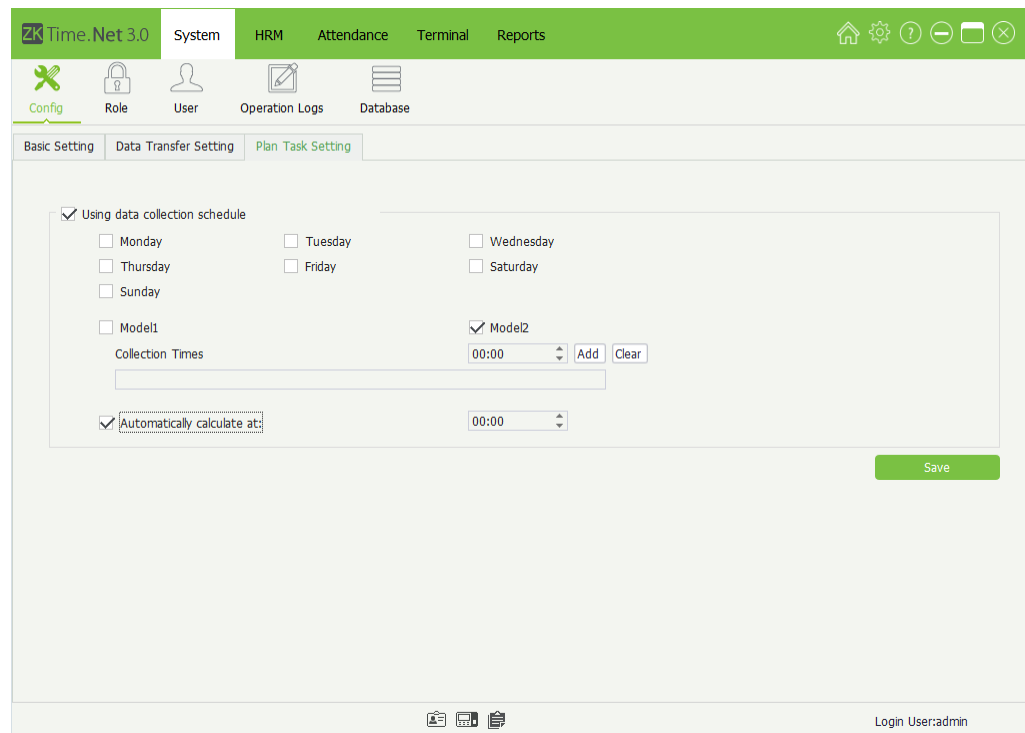 ZKTime.Net 3.0 System HRM Attendance Terminal Reports
Config Role User Operation Logs Database
Basic Setting Data Transfer Setting Plan Task Setting
Using data collection schedule
Monday Tuesday Wednesday
Thursday Friday Saturday
Sunday
Model1 Model2
Collection Times 00:00 Add Clear
Automatically calculate at: 00:00
Save
Login User:admin